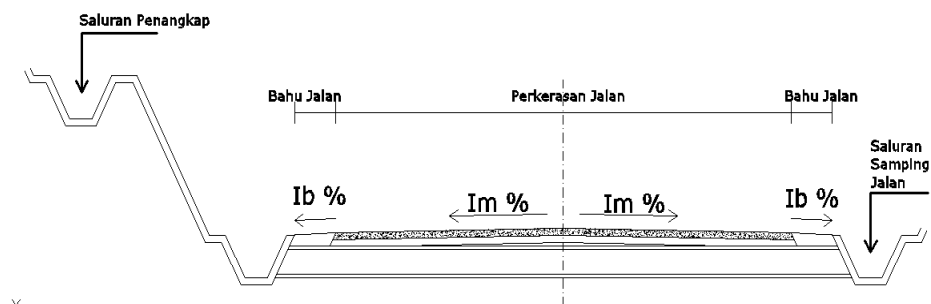 Saluran Penangkap
Bahu Jalan
Perkerasan Jalan
Bahu Jalan
Saluran
Samping
Jalan
Ib %
Im %
Im %
Ib %